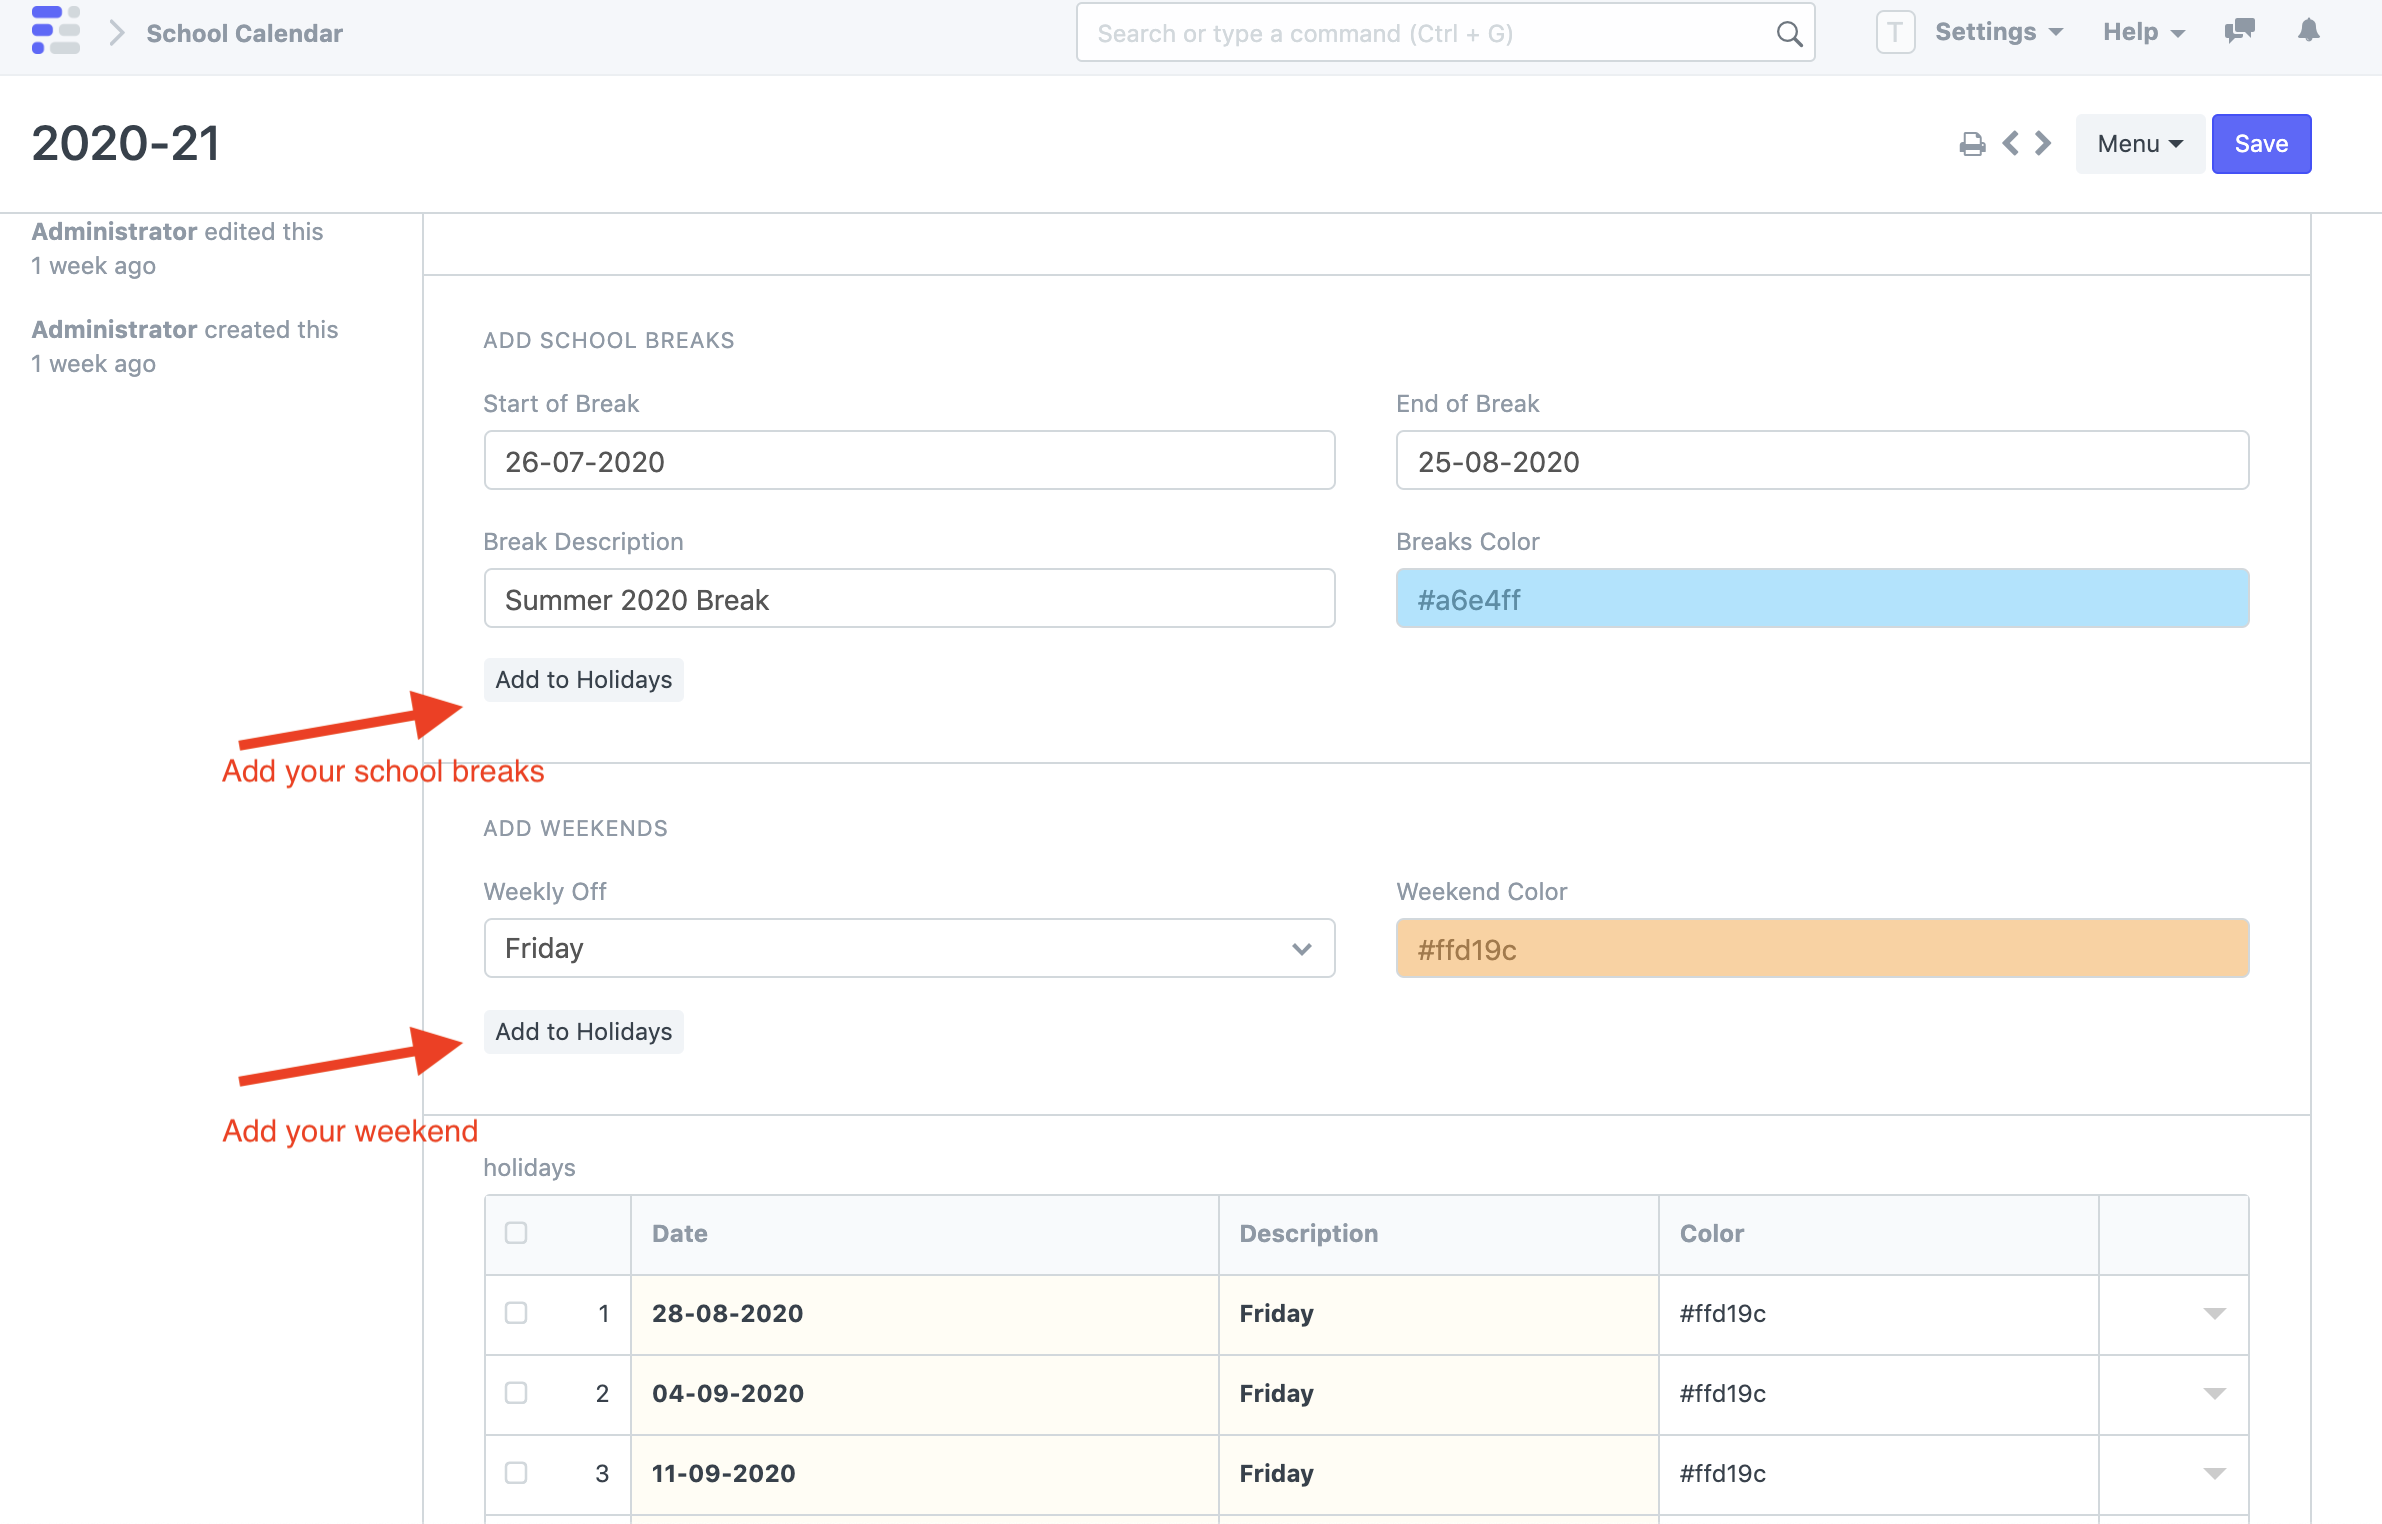 School Calendar
Search or type a command (Ctrl + G)
T
Settings
Help
2020-21
Menu
Save
Administrator edited this
1 week ago
Administrator created this
1 week ago
ADD SCHOOL BREAKS
Start of Break
End of Break
26-07-2020
25-08-2020
Break Description
Breaks Color
Summer 2020 Break
#a6e4ff
Add to Holidays
Add your school breaks
ADD WEEKENDS
Weekly Off
Weekend Color
Friday
#ffd19c
Add to Holidays
Add your weekend
holidays
Date Description Color
1 28-08-2020 Friday #ffd19c
2 04-09-2020 Friday #ffd19c
3 11-09-2020 Friday #ffd19c